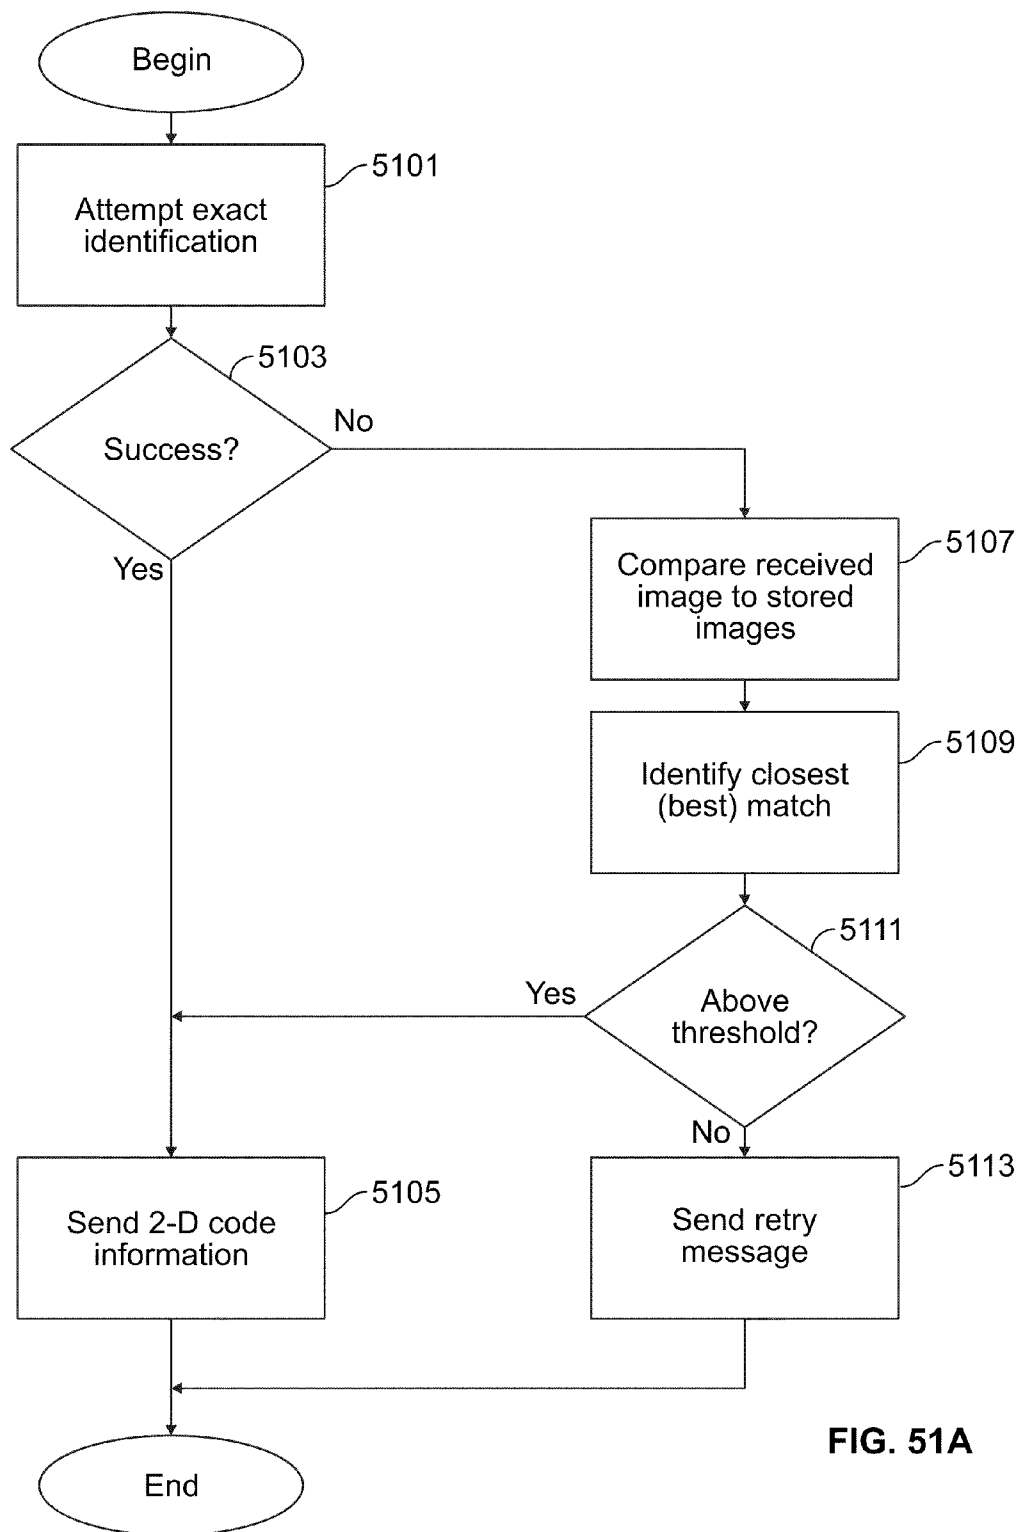 Begin
5101
Attempt exact
identification
5103
Success?
No
Yes
5107
Compare received
image to stored
images
5109
Identify closest
(best) match
5111
Above
threshold?
Yes
No
5105
Send 2-D code
information
5113
Send retry
message
End
FIG. 51A